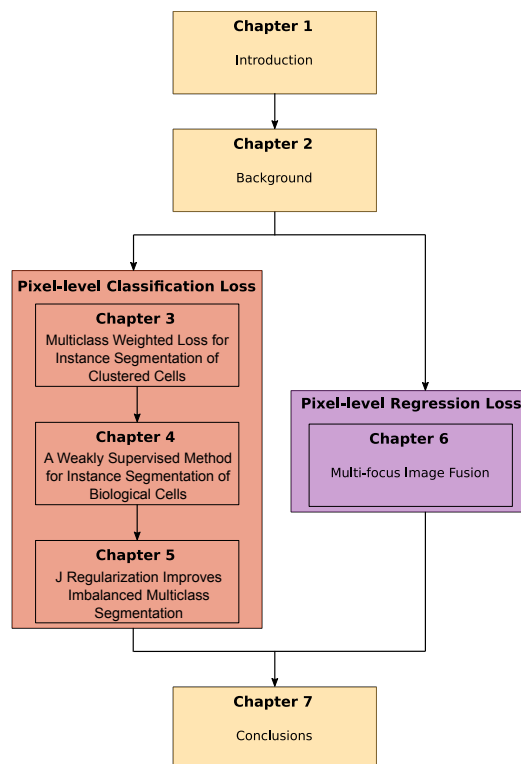 Chapter 1
Introduction
Chapter 2
Background
Pixel-level Classification Loss
Chapter 3
Multiclass Weighted Loss for
Instance Segmentation of
Clustered Cells
Chapter 4
A Weakly Supervised Method
for Instance Segmentation of
Biological Cells
Chapter 5
J Regularization Improves
Imbalanced Multiclass
Segmentation
Pixel-level Regression Loss
Chapter 6
Multi-focus Image Fusion
Chapter 7
Conclusions